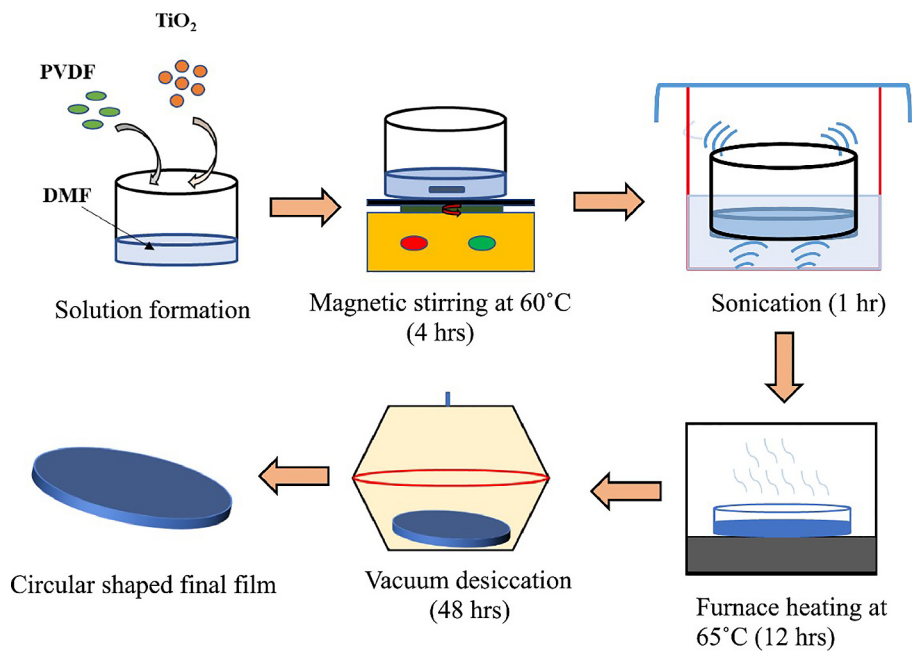 TiO₂
PVDF
DMF
Solution formation
Magnetic stirring at 60˚C
(4 hrs)
Sonication (1 hr)
Circular shaped final film
Vacuum desiccation
(48 hrs)
Furnace heating at
65˚C (12 hrs)